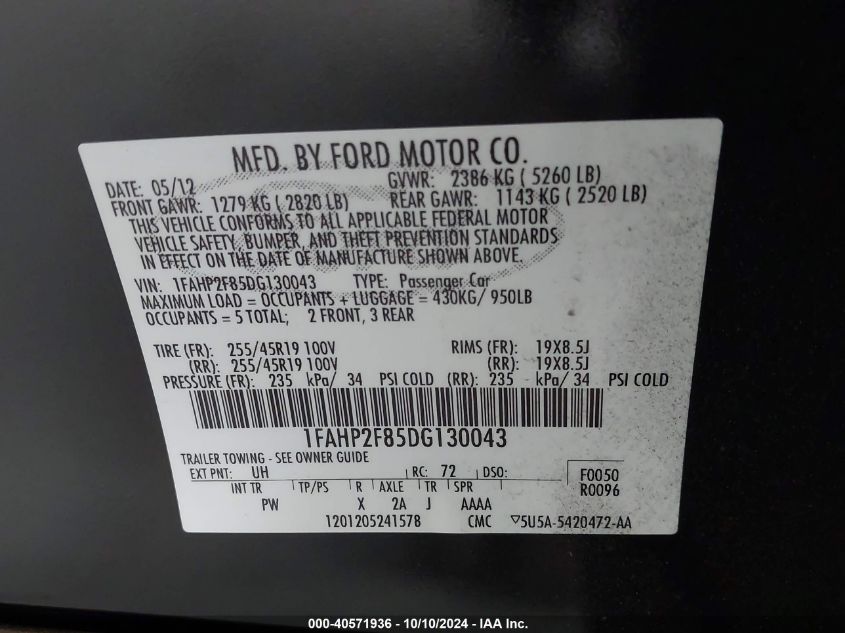 MFD. BY FORD MOTOR CO.
DATE: 05/12 GVWR: 2386 KG ( 5260 LB)
FRONT GAWR: 1279 KG ( 2820 LB) REAR GAWR: 1143 KG ( 2520 LB)
THIS VEHICLE CONFORMS TO ALL APPLICABLE FEDERAL MOTOR
VEHICLE SAFETY, BUMPER, AND THEFT PREVENTION STANDARDS
IN EFFECT ON THE DATE OF MANUFACTURE SHOWN ABOVE.
VIN: 1FAHP2F85DG130043 TYPE: Passenger Car
MAXIMUM LOAD = OCCUPANTS + LUGGAGE = 430KG/ 950LB
OCCUPANTS = 5 TOTAL; 2 FRONT, 3 REAR
TIRE (FR): 255/45R19 100V RIMS (FR): 19X8.5J
(RR): 255/45R19 100V (RR): 19X8.5J
PRESSURE (FR): 235 kPa/ 34 PSI COLD (RR): 235 kPa/ 34 PSI COLD
1FAHP2F85DG130043
TRAILER TOWING - SEE OWNER GUIDE
EXT PNT: UH RC: 72 DSO: F0050
INT TR TP/PS R AXLE TR SPR R0096
PW X 2A J AAAA
1201205241578 CMC ▽5U5A-5420472-AA
000-40571936 - 10/10/2024 - IAA Inc.